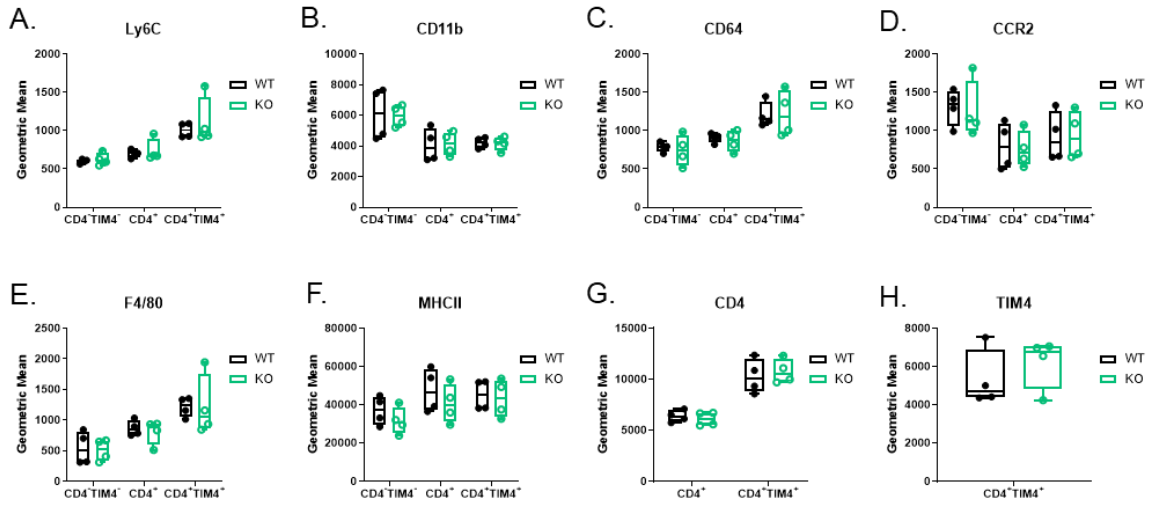 A.
Ly6C
Geometric Mean
2000
1500
1000
500
0
CD4⁻TIM4⁻ CD4⁺ CD4⁺TIM4⁺
WT
KO
B.
CD11b
Geometric Mean
10000
8000
6000
4000
2000
0
CD4⁻TIM4⁻ CD4⁺ CD4⁺TIM4⁺
WT
KO
C.
CD64
Geometric Mean
2000
1500
1000
500
0
CD4⁻TIM4⁻ CD4⁺ CD4⁺TIM4⁺
WT
KO
D.
CCR2
Geometric Mean
2000
1500
1000
500
0
CD4⁻TIM4⁻ CD4⁺ CD4⁺TIM4⁺
WT
KO
E.
F4/80
Geometric Mean
2500
2000
1500
1000
500
0
CD4⁻TIM4⁻ CD4⁺ CD4⁺TIM4⁺
WT
KO
F.
MHCII
Geometric Mean
80000
60000
40000
20000
0
CD4⁻TIM4⁻ CD4⁺ CD4⁺TIM4⁺
WT
KO
G.
CD4
Geometric Mean
15000
10000
5000
0
CD4⁺ CD4⁺TIM4⁺
WT
KO
H.
TIM4
Geometric Mean
8000
6000
4000
2000
0
CD4⁺TIM4⁺
WT
KO